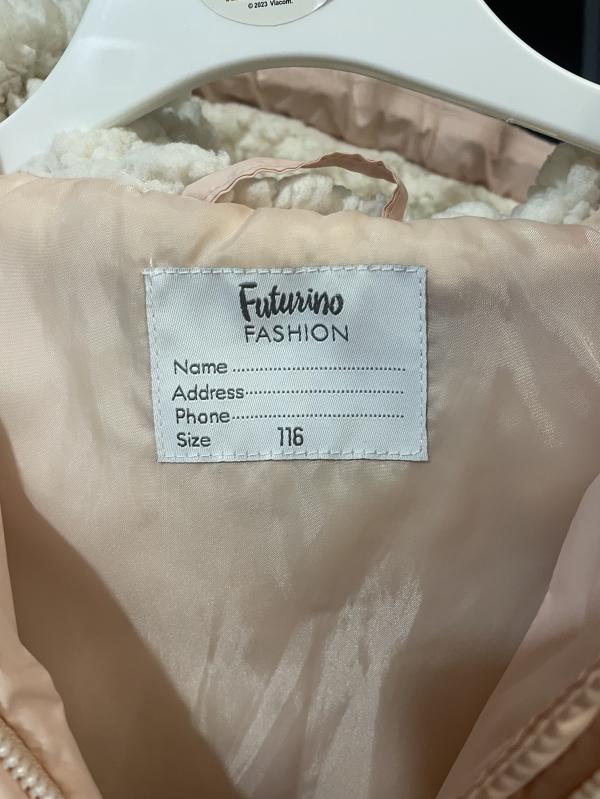 © 2023 Viacom.
Futurino
FASHION
Name
Address
Phone
Size 116